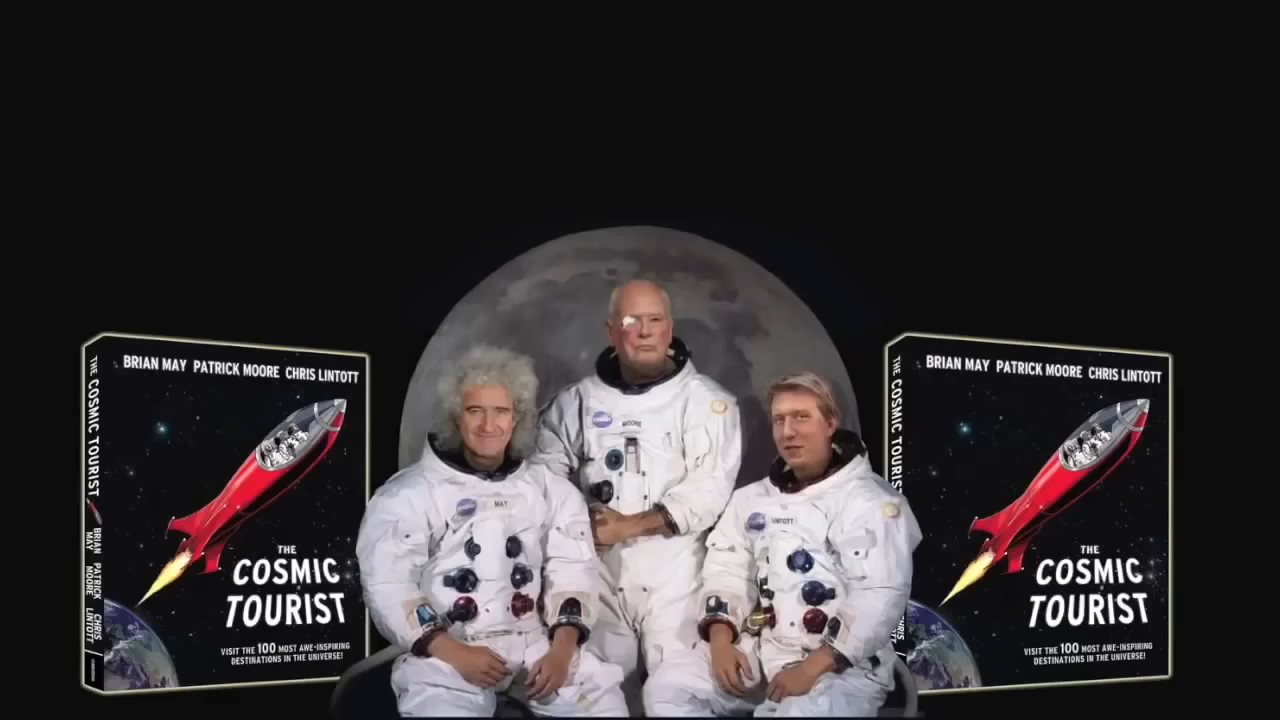 BRIAN MAY PATRICK MOORE CHRIS LINTOTT
THE COSMIC TOURIST
BRIAN MAY
PATRICK MOORE
CHRIS LINTOTT
THE
COSMIC
TOURIST
VISIT THE 100 MOST AWE-INSPIRING
DESTINATIONS IN THE UNIVERSE!
MOORE
MAY
LINTOTT
BRIAN MAY PATRICK MOORE CHRIS LINTOTT
THE COSMIC TOURIST
THE
COSMIC
TOURIST
VISIT THE 100 MOST AWE-INSPIRING
DESTINATIONS IN THE UNIVERSE!